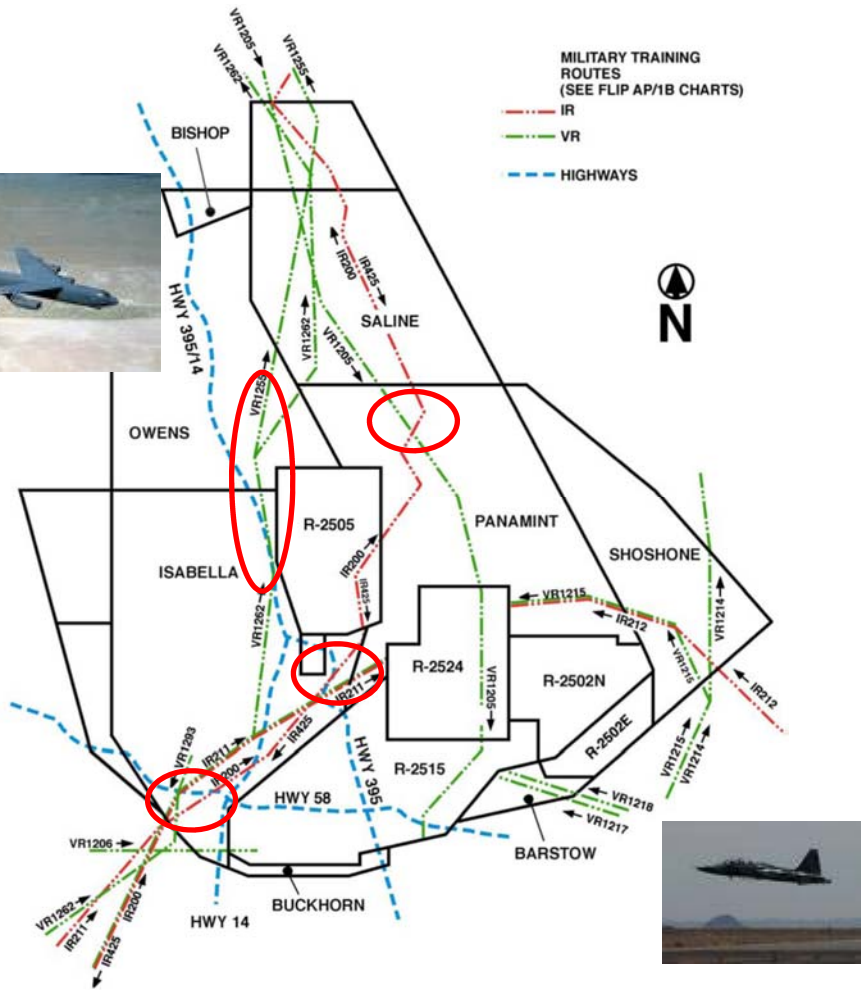 VR1205
VR1262
VR1255
MILITARY TRAINING
ROUTES
(SEE FLIP AP/1B CHARTS)
IR
VR
HIGHWAYS
BISHOP
N
HWY 395/14
IR200
IR425
SALINE
VR1262
VR1205
VR1255
OWENS
R-2505
PANAMINT
SHOSHONE
ISABELLA
IR200
IR425
VR1262
VR1215
IR212
VR1214
VR1215
IR212
R-2524
VR1205
R-2502N
R-2502E
IR211
IR425
IR211
IR200
VR1293
HWY 395
R-2515
VR1215
VR1214
HWY 58
VR1218
VR1217
VR1206
BARSTOW
BUCKHORN
HWY 14
VR1262
IR211
IR200
IR425